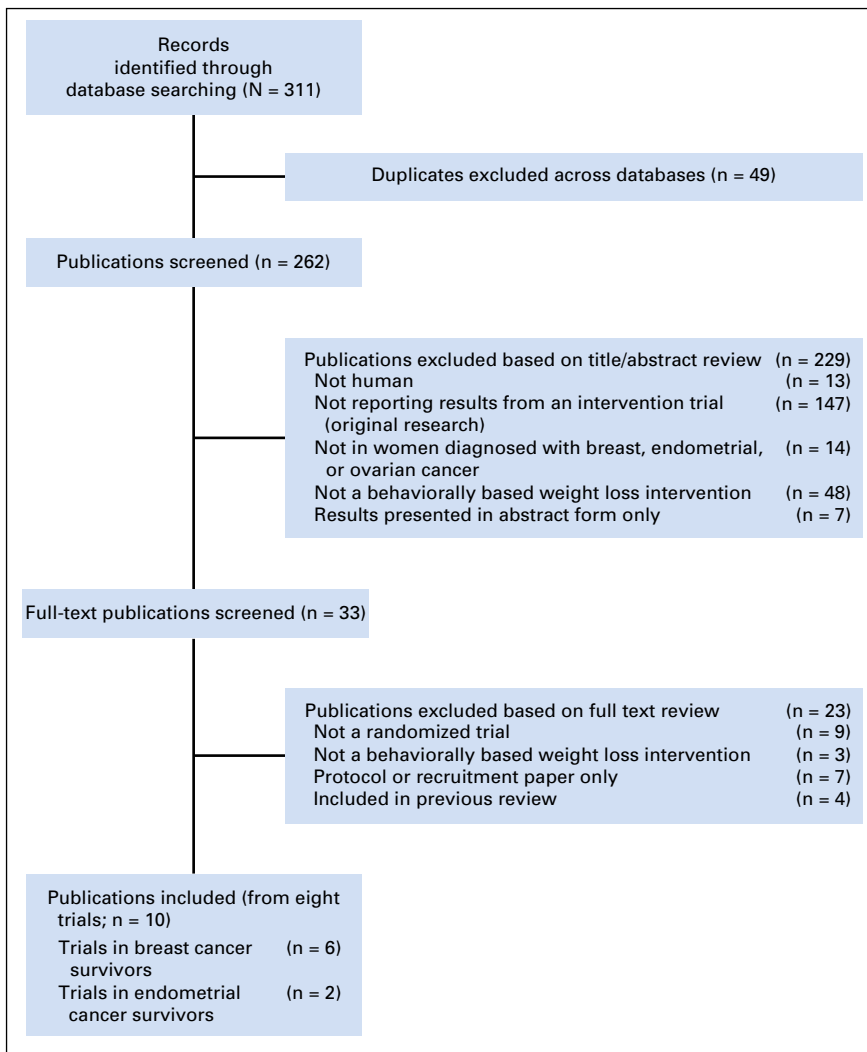 Records
identified through
database searching (N = 311)
Duplicates excluded across databases (n = 49)
Publications screened (n = 262)
Publications excluded based on title/abstract review (n = 229)
Not human (n = 13)
Not reporting results from an intervention trial (n = 147)
(original research)
Not in women diagnosed with breast, endometrial, (n = 14)
or ovarian cancer
Not a behaviorally based weight loss intervention (n = 48)
Results presented in abstract form only (n = 7)
Full-text publications screened (n = 33)
Publications excluded based on full text review (n = 23)
Not a randomized trial (n = 9)
Not a behaviorally based weight loss intervention (n = 3)
Protocol or recruitment paper only (n = 7)
Included in previous review (n = 4)
Publications included (from eight
trials; n = 10)
Trials in breast cancer (n = 6)
survivors
Trials in endometrial (n = 2)
cancer survivors